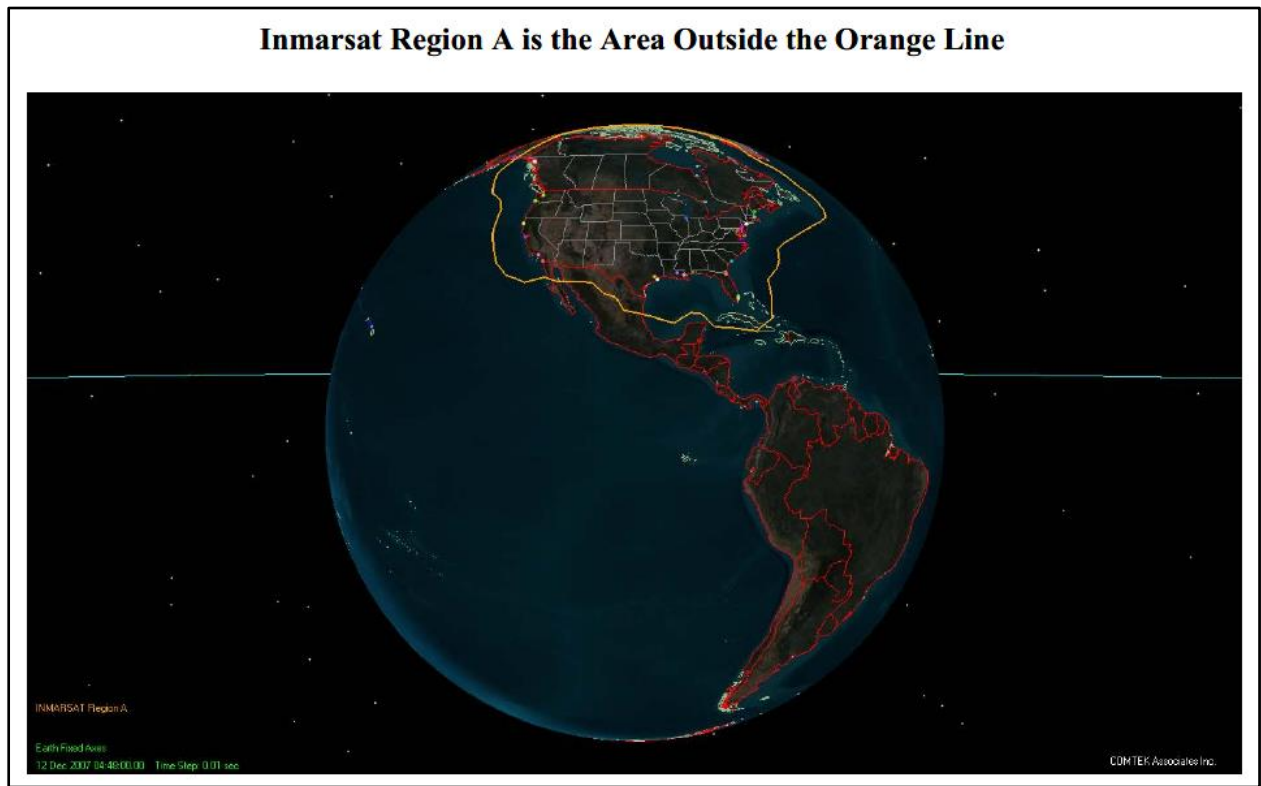 Inmarsat Region A is the Area Outside the Orange Line
INMARSAT Region A
Earth Fixed Axes
12 Dec 2007 04:48:00.00 Time Step: 0.01 sec
COMTEK Associates Inc.